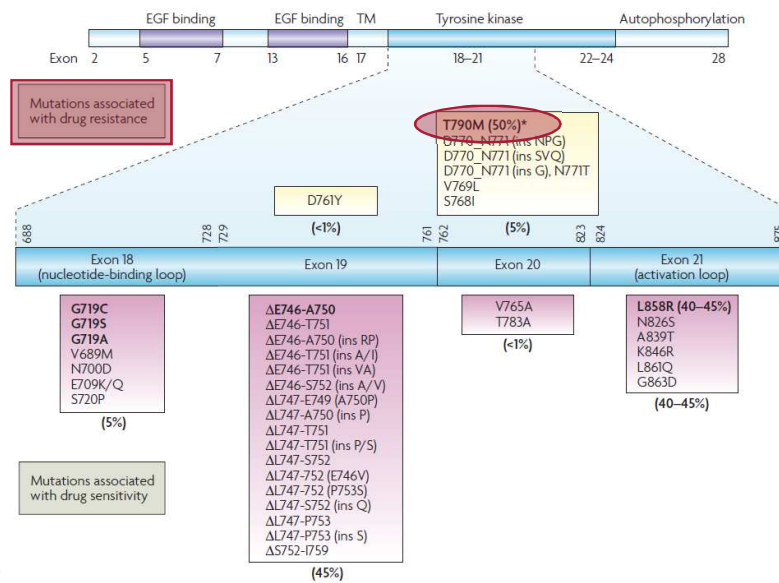 EGF binding EGF binding TM Tyrosine kinase Autophosphorylation
Exon 2 5 7 13 16 17 18–21 22–24 28
Mutations associated
with drug resistance
T790M (50%)*
D770_N771 (ins NPG)
D770_N771 (ins SVQ)
D770_N771 (ins G), N771T
V769L
S768I
(5%)
D761Y
(<1%)
688 728 729 761 762 823 824 875
Exon 18
(nucleotide-binding loop)
Exon 19
Exon 20
Exon 21
(activation loop)
G719C
G719S
G719A
V689M
N700D
E709K/Q
S720P
(5%)
ΔE746-A750
ΔE746-T751
ΔE746-A750 (ins RP)
ΔE746-T751 (ins A/I)
ΔE746-T751 (ins VA)
ΔE746-S752 (ins A/V)
ΔL747-E749 (A750P)
ΔL747-A750 (ins P)
ΔL747-T751
ΔL747-T751 (ins P/S)
ΔL747-S752
ΔL747-752 (E746V)
ΔL747-752 (P753S)
ΔL747-S752 (ins Q)
ΔL747-P753
ΔL747-P753 (ins S)
ΔS752-I759
(45%)
V765A
T783A
(<1%)
L858R (40–45%)
N826S
A839T
K846R
L861Q
G863D
(40–45%)
Mutations associated
with drug sensitivity